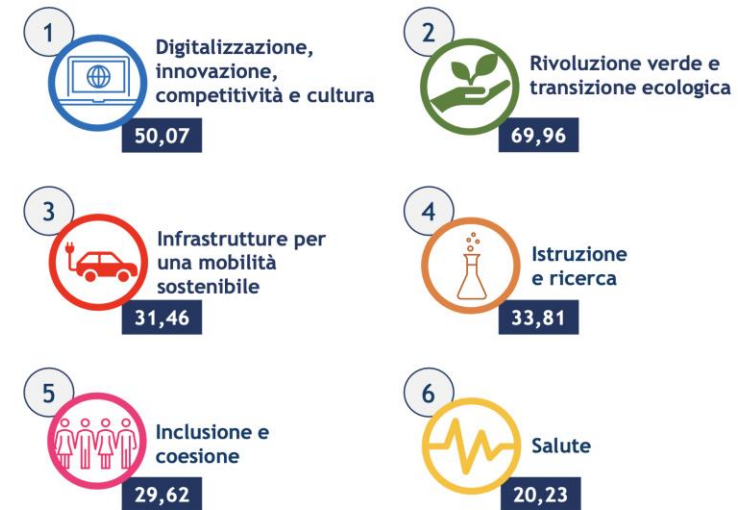 1
Digitalizzazione,
innovazione,
competitività e cultura
50,07
2
Rivoluzione verde e
transizione ecologica
69,96
3
Infrastrutture per
una mobilità
sostenibile
31,46
4
Istruzione
e ricerca
33,81
5
Inclusione e
coesione
29,62
6
Salute
20,23